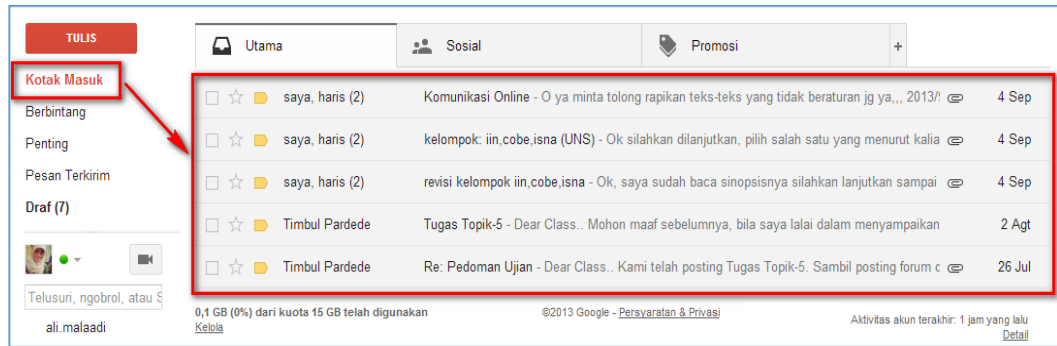 TULIS
Utama
Sosial
Promosi
+
Kotak Masuk
Berbintang
Penting
Pesan Terkirim
Draf (7)
saya, haris (2) Komunikasi Online - O ya minta tolong rapikan teks-teks yang tidak beraturan jg ya,,, 2013/ 4 Sep
kelompok: iin,cobe,isna (UNS) - Ok silahkan dilanjutkan, pilih salah satu yang menurut kalia 4 Sep
saya, haris (2)
saya, haris (2) revisi kelompok iin,cobe,isna - Ok, saya sudah baca sinopsisnya silahkan lanjutkan sampai 4 Sep
Timbul Pardede Tugas Topik-5 - Dear Class.. Mohon maaf sebelumnya, bila saya lalai dalam menyampaikan 2 Agt
Timbul Pardede Re: Pedoman Ujian - Dear Class.. Kami telah posting Tugas Topik-5. Sambil posting forum 26 Jul
Telusuri, ngobrol, atau
ali.malaadi
0,1 GB (0%) dari kuota 15 GB telah digunakan
Kelola
©2013 Google - Persyaratan & Privasi
Aktivitas akun terakhir: 1 jam yang lalu
Detail